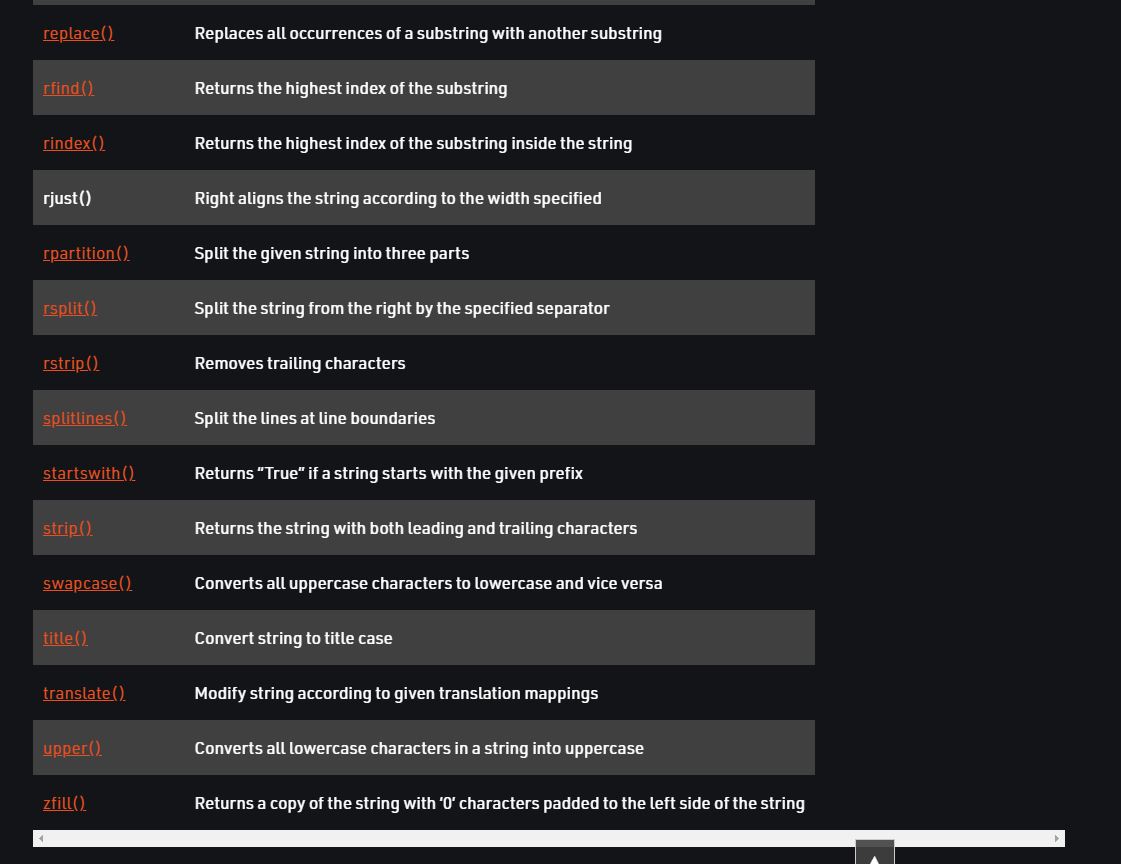 replace() Replaces all occurrences of a substring with another substring
rfind() Returns the highest index of the substring
rindex() Returns the highest index of the substring inside the string
rjust() Right aligns the string according to the width specified
rpartition() Split the given string into three parts
rsplit() Split the string from the right by the specified separator
rstrip() Removes trailing characters
splitlines() Split the lines at line boundaries
startswith() Returns “True” if a string starts with the given prefix
strip() Returns the string with both leading and trailing characters
swapcase() Converts all uppercase characters to lowercase and vice versa
title() Convert string to title case
translate() Modify string according to given translation mappings
upper() Converts all lowercase characters in a string into uppercase
zfill() Returns a copy of the string with ‘0’ characters padded to the left side of the string